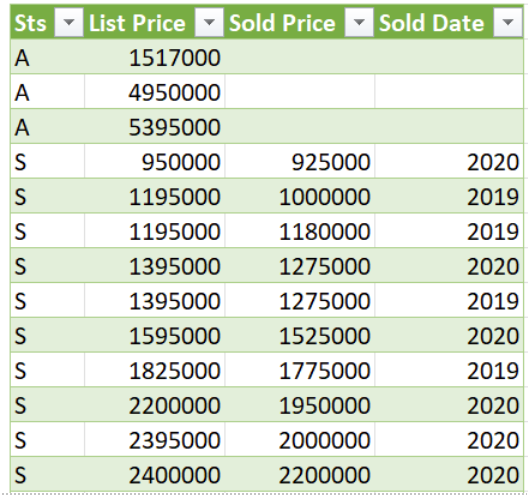 Sts List Price Sold Price Sold Date
A 1517000
A 4950000
A 5395000
S 950000 925000 2020
S 1195000 1000000 2019
S 1195000 1180000 2019
S 1395000 1275000 2020
S 1395000 1275000 2019
S 1595000 1525000 2020
S 1825000 1775000 2019
S 2200000 1950000 2020
S 2395000 2000000 2020
S 2400000 2200000 2020